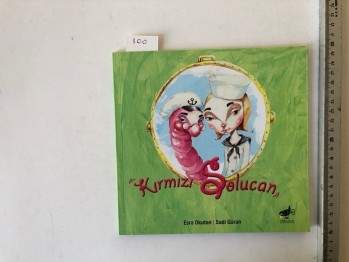 100
Kırmızı Solucan
Esra Okutan | Sadi Güran